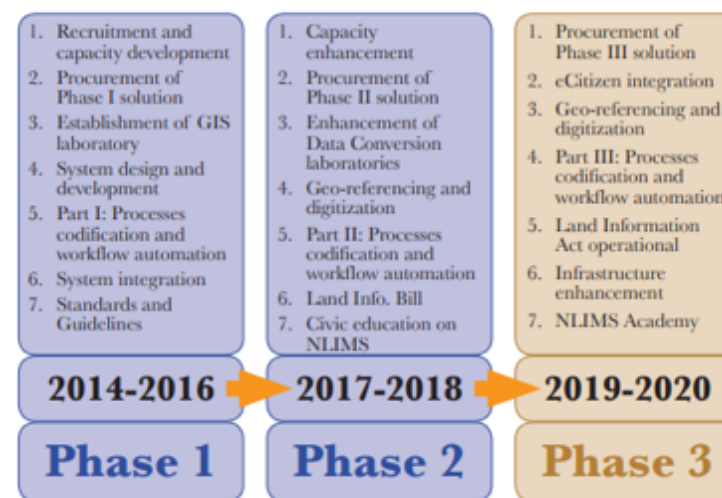 1. Recruitment and
capacity development
2. Procurement of
Phase I solution
3. Establishment of GIS
laboratory
4. System design and
development
5. Part I: Processes
codification and
workflow automation
6. System integration
7. Standards and
Guidelines
2014-2016
Phase 1
1. Capacity
enhancement
2. Procurement of
Phase II solution
3. Enhancement of
Data Conversion
laboratories
4. Geo-referencing and
digitization
5. Part II: Processes
codification and
workflow automation
6. Land Info. Bill
7. Civic education on
NLIMS
2017-2018
Phase 2
1. Procurement of
Phase III solution
2. eCitizen integration
3. Geo-referencing and
digitization
4. Part III: Processes
codification and
workflow automation
5. Land Information
Act operational
6. Infrastructure
enhancement
7. NLIMS Academy
2019-2020
Phase 3